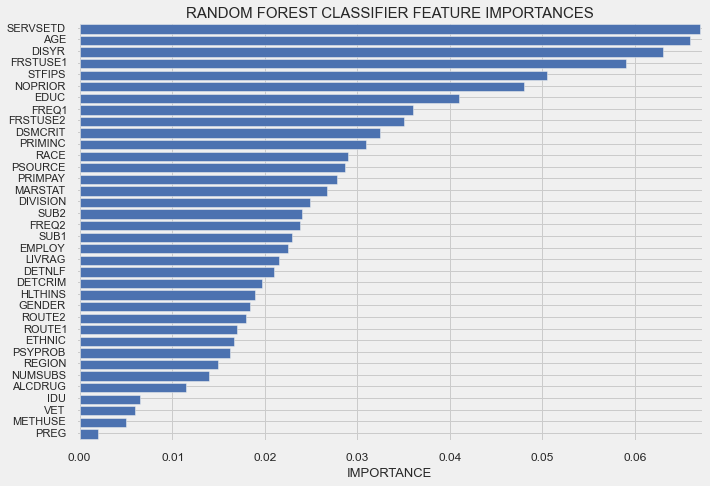 RANDOM FOREST CLASSIFIER FEATURE IMPORTANCES
SERVSETD
AGE
DISYR
FRSTUSE1
STFIPS
NOPRIOR
EDUC
FREQ1
FRSTUSE2
DSMCRIT
PRIMINC
RACE
PSOURCE
PRIMPAY
MARSTAT
DIVISION
SUB2
FREQ2
SUB1
EMPLOY
LIVRAG
DETNLF
DETCRIM
HLTHINS
GENDER
ROUTE2
ROUTE1
ETHNIC
PSYPROB
REGION
NUMSUBS
ALCDRUG
IDU
VET
METHUSE
PREG
0.00 0.01 0.02 0.03 0.04 0.05 0.06
IMPORTANCE